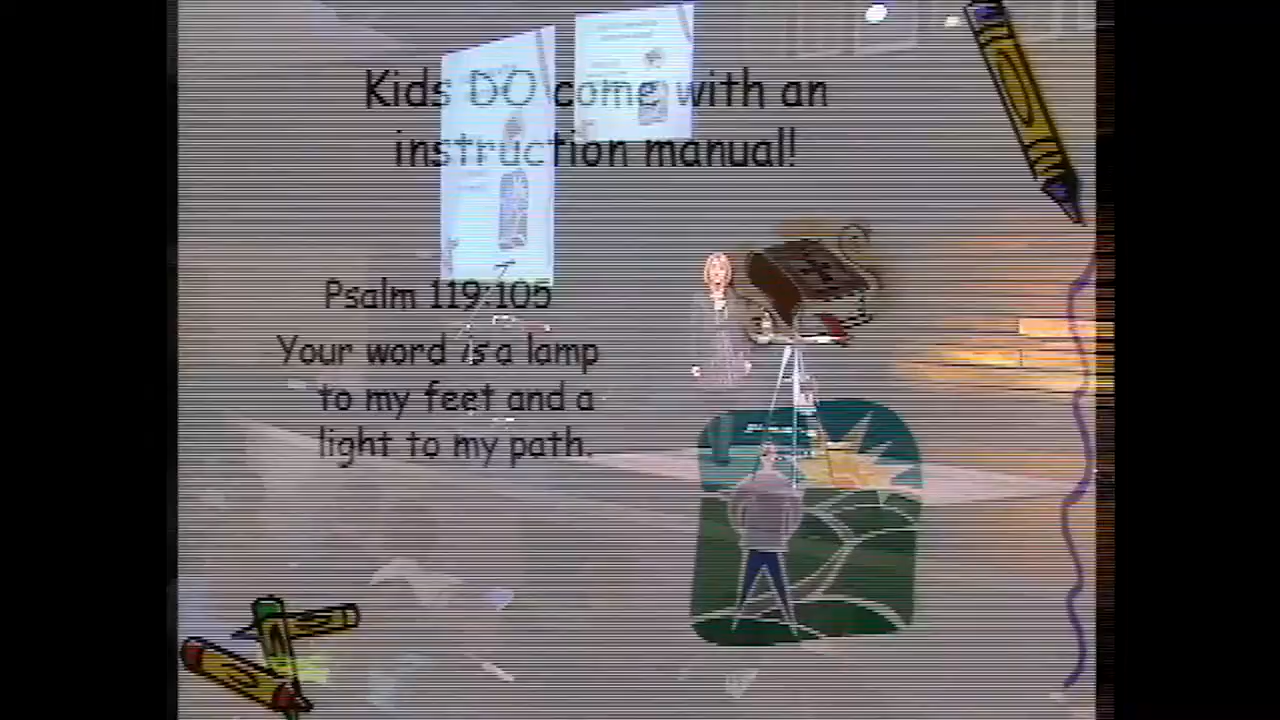 Kids DO come with an
instruction manual!
Psalm 119:105
Your word is a lamp
to my feet and a
light to my path.